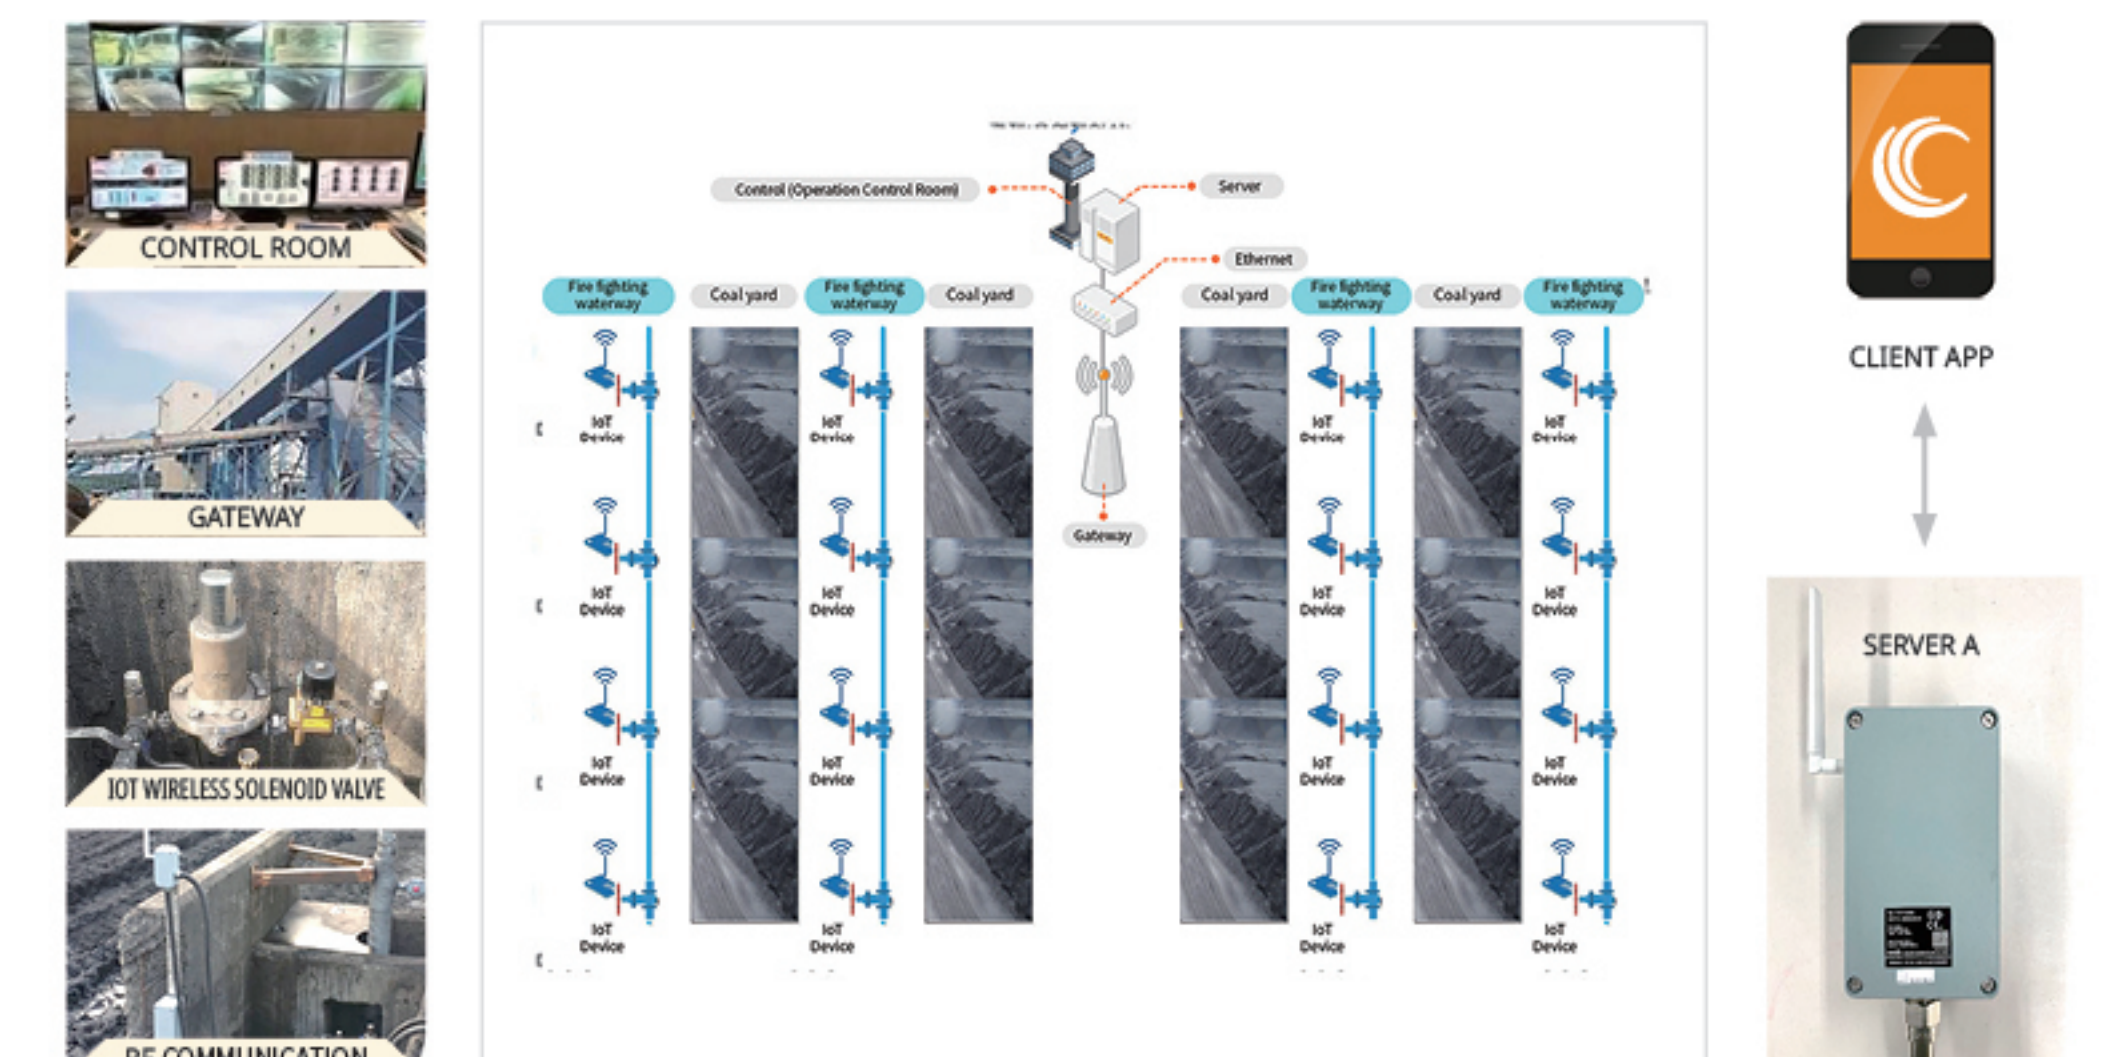 CONTROL ROOM
GATEWAY
IOT WIRELESS SOLENOID VALVE
RF COMMUNICATION
Control (Operation Control Room)
Server
Ethernet
Fire fighting
waterway
Coal yard
Fire fighting
waterway
Coal yard
Coal yard
Fire fighting
waterway
Coal yard
Fire fighting
waterway
IoT
Device
IoT
Device
IoT
Device
IoT
Device
Gateway
IoT
Device
IoT
Device
IoT
Device
IoT
Device
IoT
Device
IoT
Device
IoT
Device
IoT
Device
IoT
Device
IoT
Device
IoT
Device
IoT
Device
CLIENT APP
SERVER A